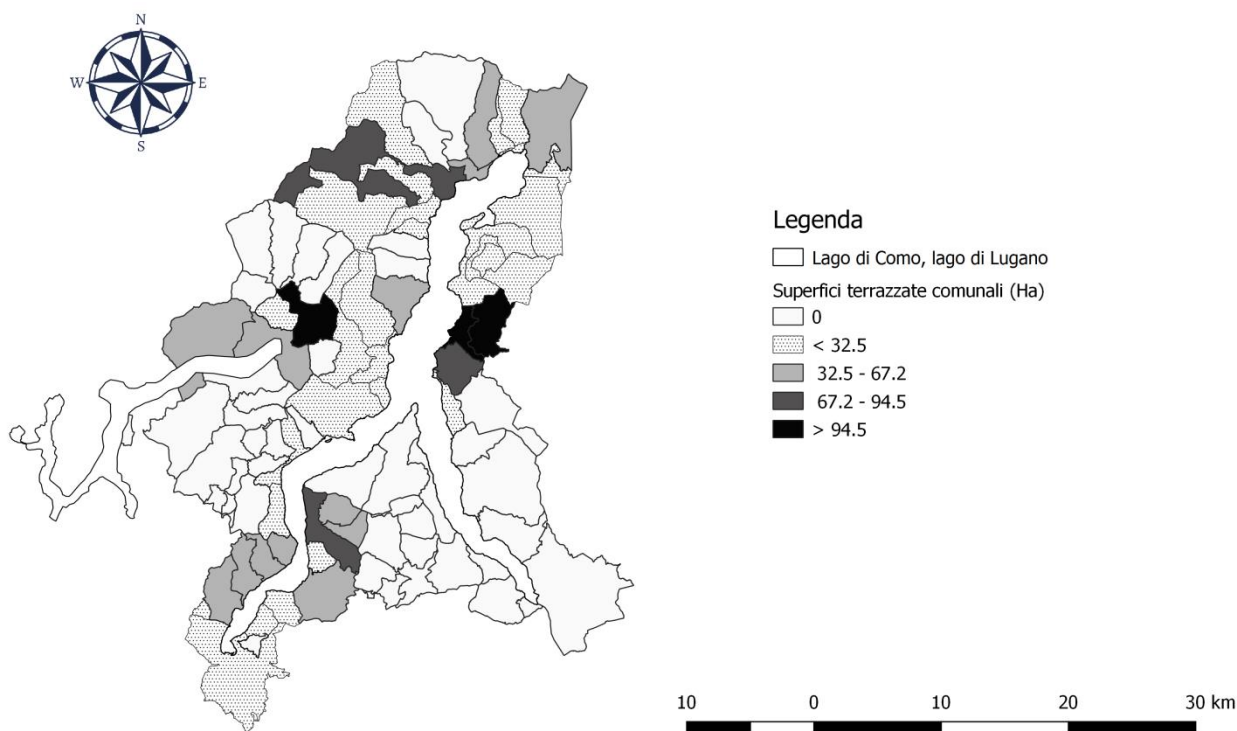 N
W E
S
Legenda
Lago di Como, lago di Lugano
Superfici terrazzate comunali (Ha)
0
< 32.5
32.5 - 67.2
67.2 - 94.5
> 94.5
10 0 10 20 30 km